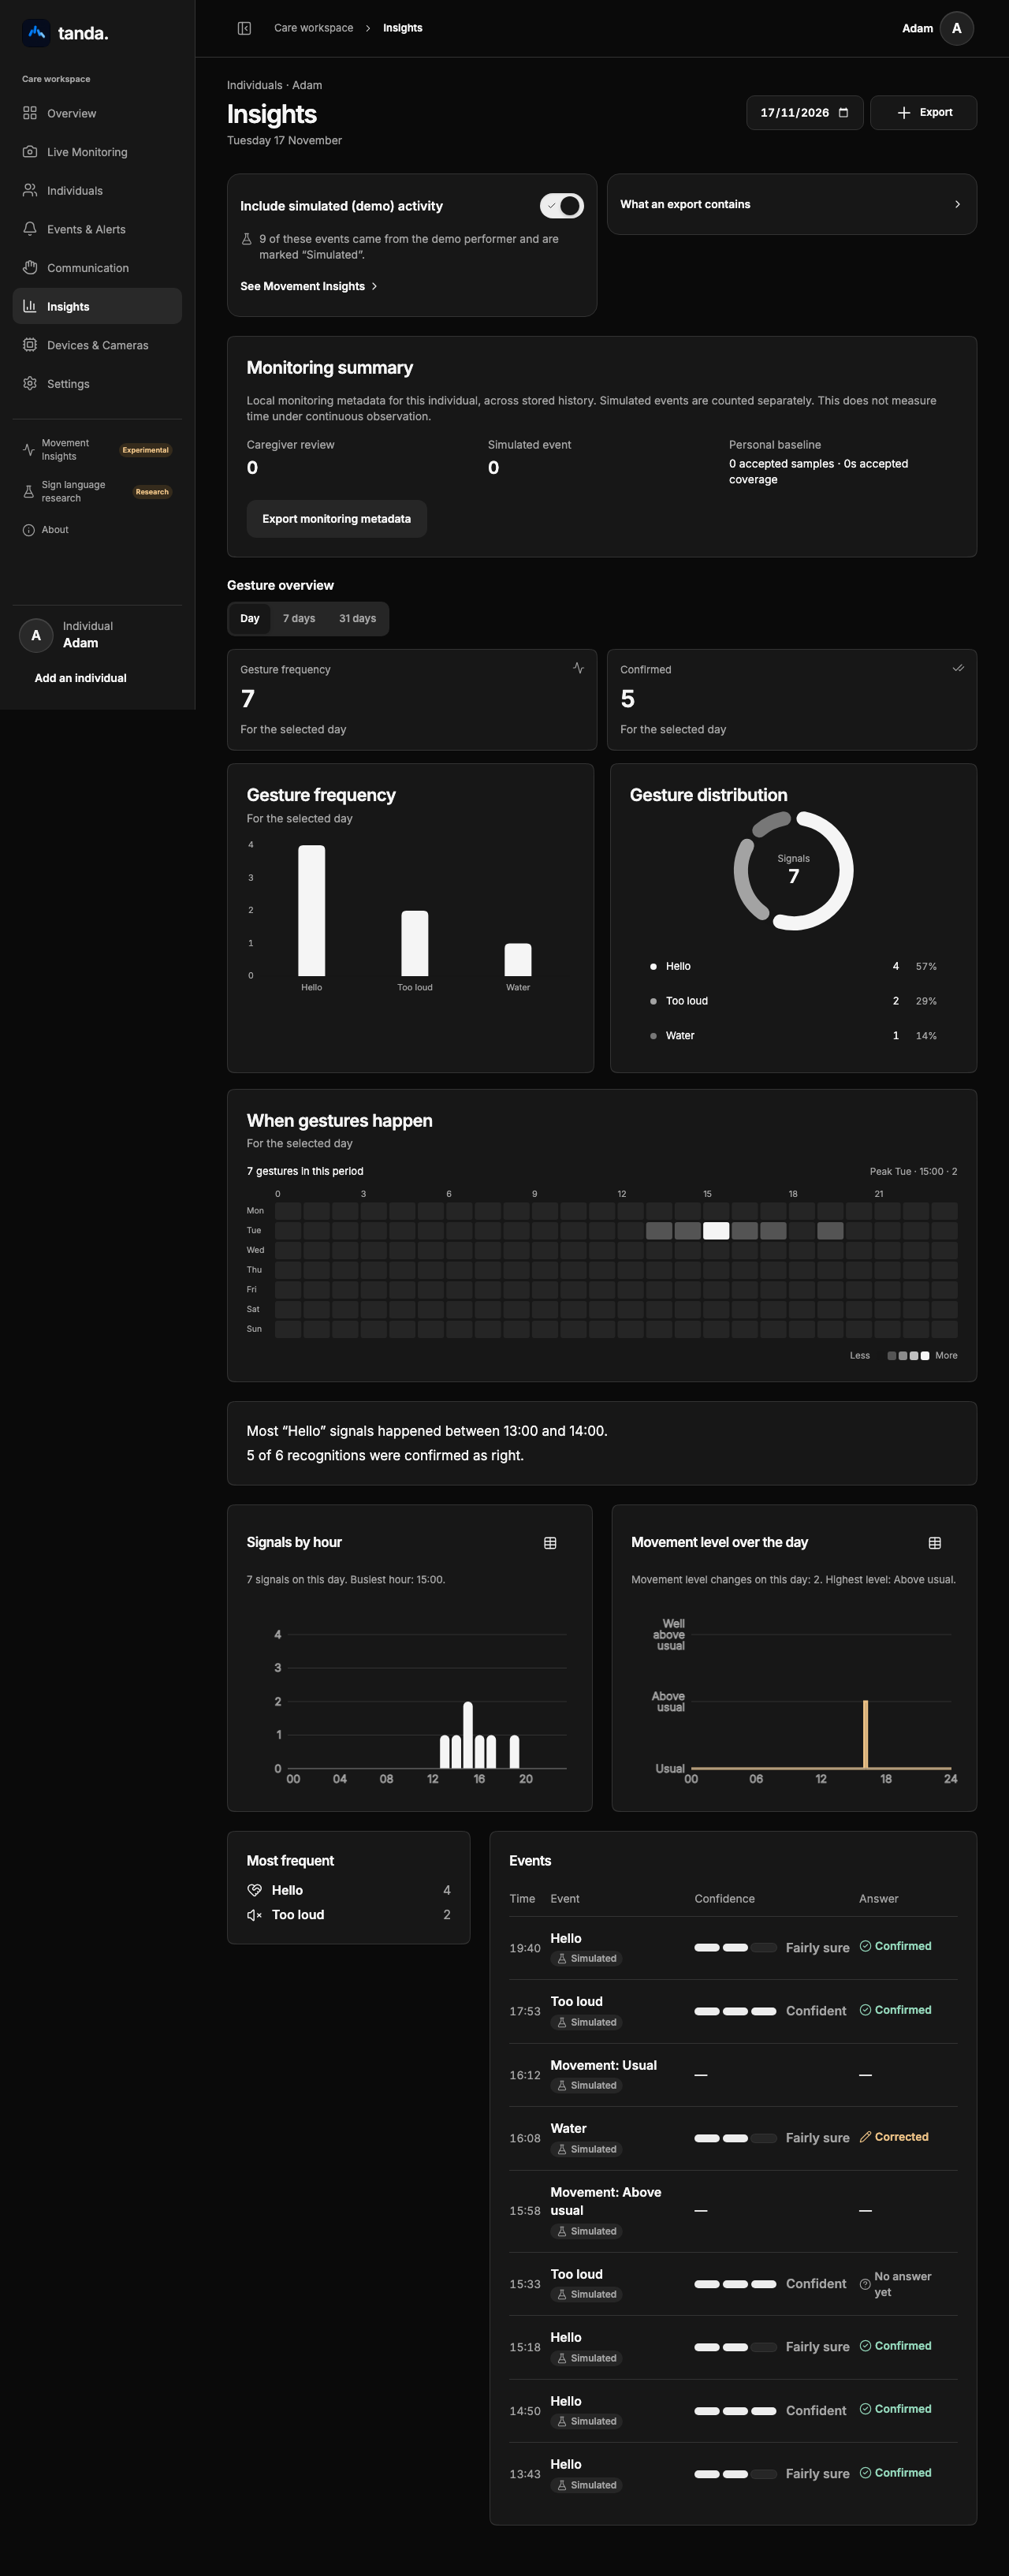 tanda.
Care workspace
Overview
Live Monitoring
Individuals
Events & Alerts
Communication
Insights
Devices & Cameras
Settings
Movement
Insights
Experimental
Sign language
research
Research
About
A
Individual
Adam
Add an individual
Care workspace
Insights
Adam
A
Individuals · Adam
Insights
Tuesday 17 November
17/11/2026
Export
Include simulated (demo) activity
9 of these events came from the demo performer and are
marked “Simulated”.
See Movement Insights
What an export contains
Monitoring summary
Local monitoring metadata for this individual, across stored history. Simulated events are counted separately. This does not measure
time under continuous observation.
Caregiver review
0
Simulated event
0
Personal baseline
0 accepted samples · 0s accepted
coverage
Export monitoring metadata
Gesture overview
Day 7 days 31 days
Gesture frequency
7
For the selected day
Confirmed
5
For the selected day
Gesture frequency
For the selected day
4
3
2
1
0
Hello Too loud Water
Gesture distribution
Signals
7
Hello 4 57%
Too loud 2 29%
Water 1 14%
When gestures happen
For the selected day
7 gestures in this period
Peak Tue · 15:00 · 2
0 3 6 9 12 15 18 21
Mon
Tue
Wed
Thu
Fri
Sat
Sun
Less More
Most “Hello” signals happened between 13:00 and 14:00.
5 of 6 recognitions were confirmed as right.
Signals by hour
7 signals on this day. Busiest hour: 15:00.
4
3
2
1
0
00 04 08 12 16 20
Movement level over the day
Movement level changes on this day: 2. Highest level: Above usual.
Well
above
usual
Above
usual
Usual
00 06 12 18 24
Most frequent
Hello 4
Too loud 2
Events
Time Event Confidence Answer
19:40 Hello Fairly sure Confirmed
Simulated
17:53 Too loud Confident Confirmed
Simulated
16:12 Movement: Usual — —
Simulated
16:08 Water Fairly sure Corrected
Simulated
15:58 Movement: Above
usual — —
Simulated
15:33 Too loud Confident No answer
yet
Simulated
15:18 Hello Fairly sure Confirmed
Simulated
14:50 Hello Confident Confirmed
Simulated
13:43 Hello Fairly sure Confirmed
Simulated